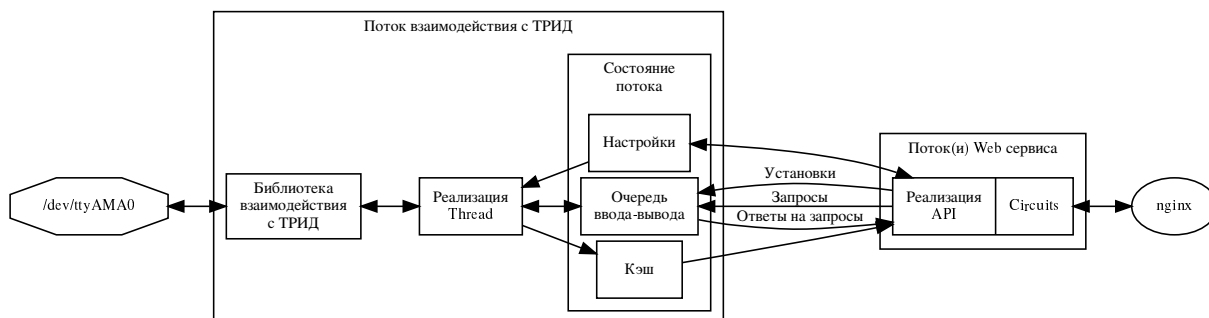 Поток взаимодействия с ТРИД
Состояние
потока
Настройки
Поток(и) Web сервиса
/dev/ttyAMA0
Библиотека
взаимодействия
с ТРИД
Реализация
Thread
Очередь
ввода-вывода
Установки
Запросы
Ответы на запросы
Реализация
API
Circuits
nginx
Кэш